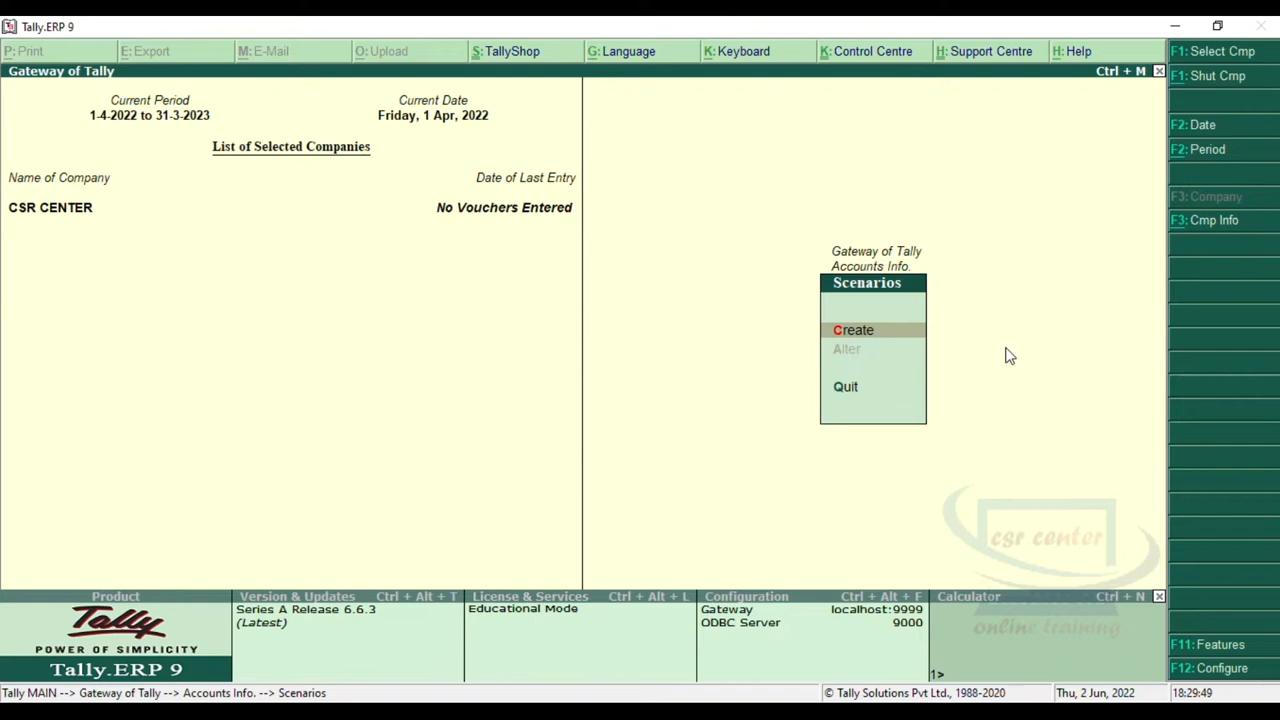 Tally.ERP 9
P: Print
E: Export
M: E-Mail
O: Upload
S: TallyShop
G: Language
K: Keyboard
K: Control Centre
H: Support Centre
H: Help
Gateway of Tally
Ctrl + M
Current Period
1-4-2022 to 31-3-2023
Current Date
Friday, 1 Apr, 2022
List of Selected Companies
Name of Company
Date of Last Entry
CSR CENTER
No Vouchers Entered
Gateway of Tally
Accounts Info.
Scenarios
Create
Alter
Quit
F1: Select Cmp
F1: Shut Cmp
F2: Date
F2: Period
F3: Company
F3: Cmp Info
F11: Features
F12: Configure
csr center
online training
Product
Tally
POWER OF SIMPLICITY
Tally.ERP 9
Version & Updates Ctrl + Alt + T
Series A Release 6.6.3
(Latest)
License & Services Ctrl + Alt + L
Educational Mode
Configuration Ctrl + Alt + F
Gateway localhost:9999
ODBC Server 9000
Calculator Ctrl + N
1>
Tally MAIN --> Gateway of Tally --> Accounts Info. --> Scenarios
© Tally Solutions Pvt Ltd., 1988-2020
Thu, 2 Jun, 2022
18:29:49